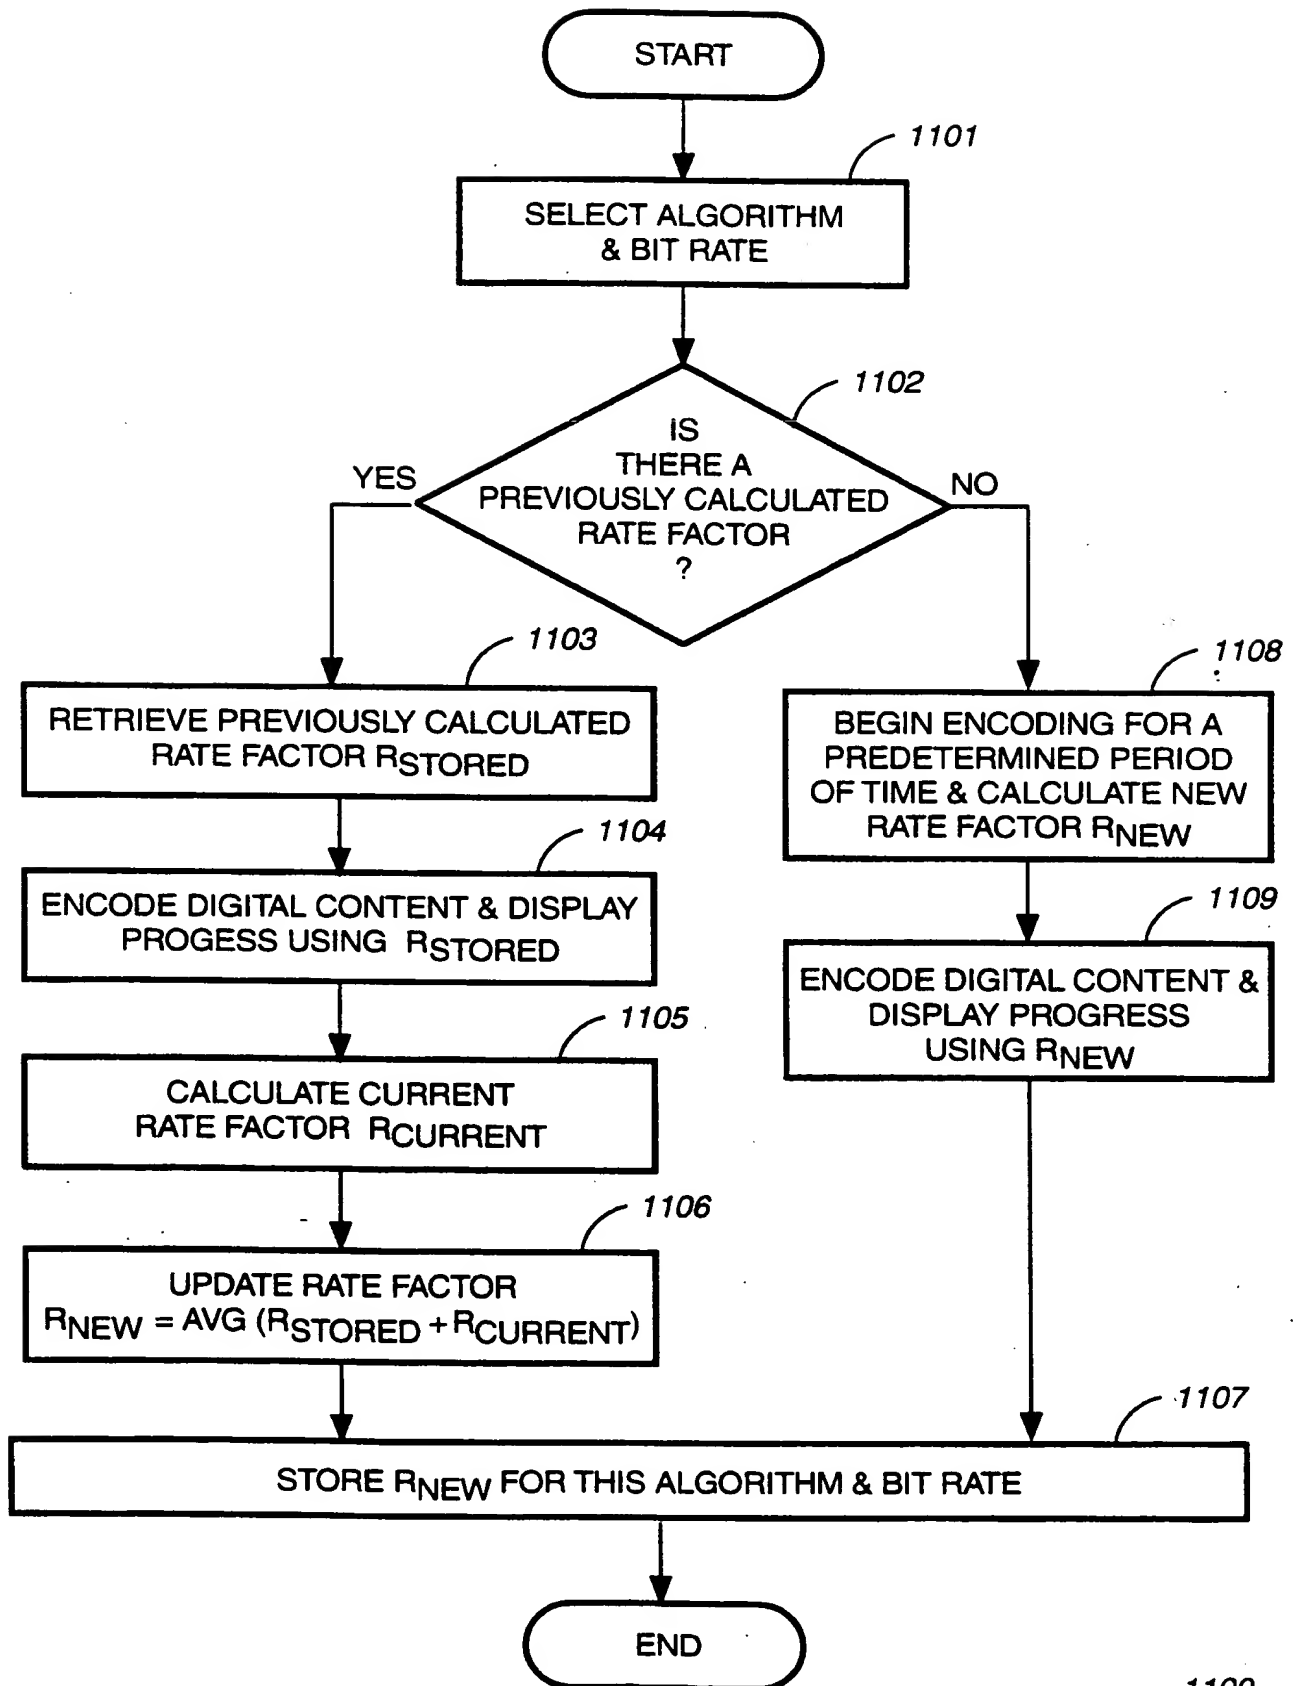 START
1101
SELECT ALGORITHM
& BIT RATE
1102
IS
THERE A
PREVIOUSLY CALCULATED
RATE FACTOR
?
YES
NO
1103
RETRIEVE PREVIOUSLY CALCULATED
RATE FACTOR RSTORED
1104
ENCODE DIGITAL CONTENT & DISPLAY
PROGESS USING RSTORED
1105
CALCULATE CURRENT
RATE FACTOR RCURRENT
1106
UPDATE RATE FACTOR
RNEW = AVG (RSTORED + RCURRENT)
1108
BEGIN ENCODING FOR A
PREDETERMINED PERIOD
OF TIME & CALCULATE NEW
RATE FACTOR RNEW
1109
ENCODE DIGITAL CONTENT &
DISPLAY PROGRESS
USING RNEW
1107
STORE RNEW FOR THIS ALGORITHM & BIT RATE
END